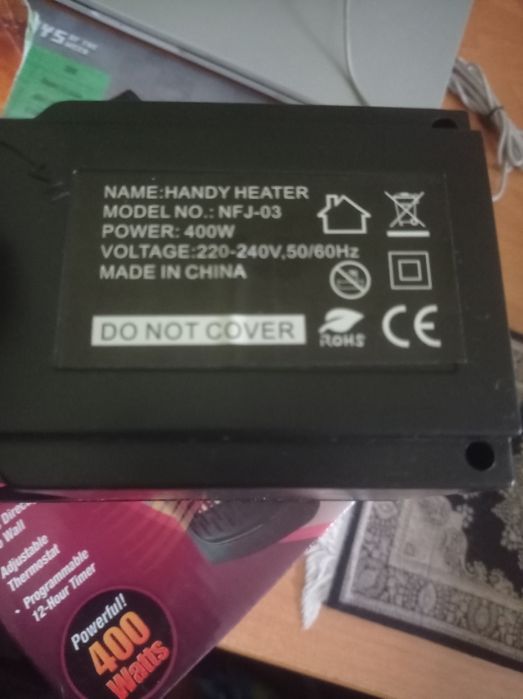 NAME:HANDY HEATER
MODEL NO.: NFJ-03
POWER: 400W
VOLTAGE:220-240V,50/60Hz
MADE IN CHINA
DO NOT COVER
RoHS
CE
Wall
Adjustable
Thermostat
- Programmable
12-Hour Timer
Powerful!
400
Watts